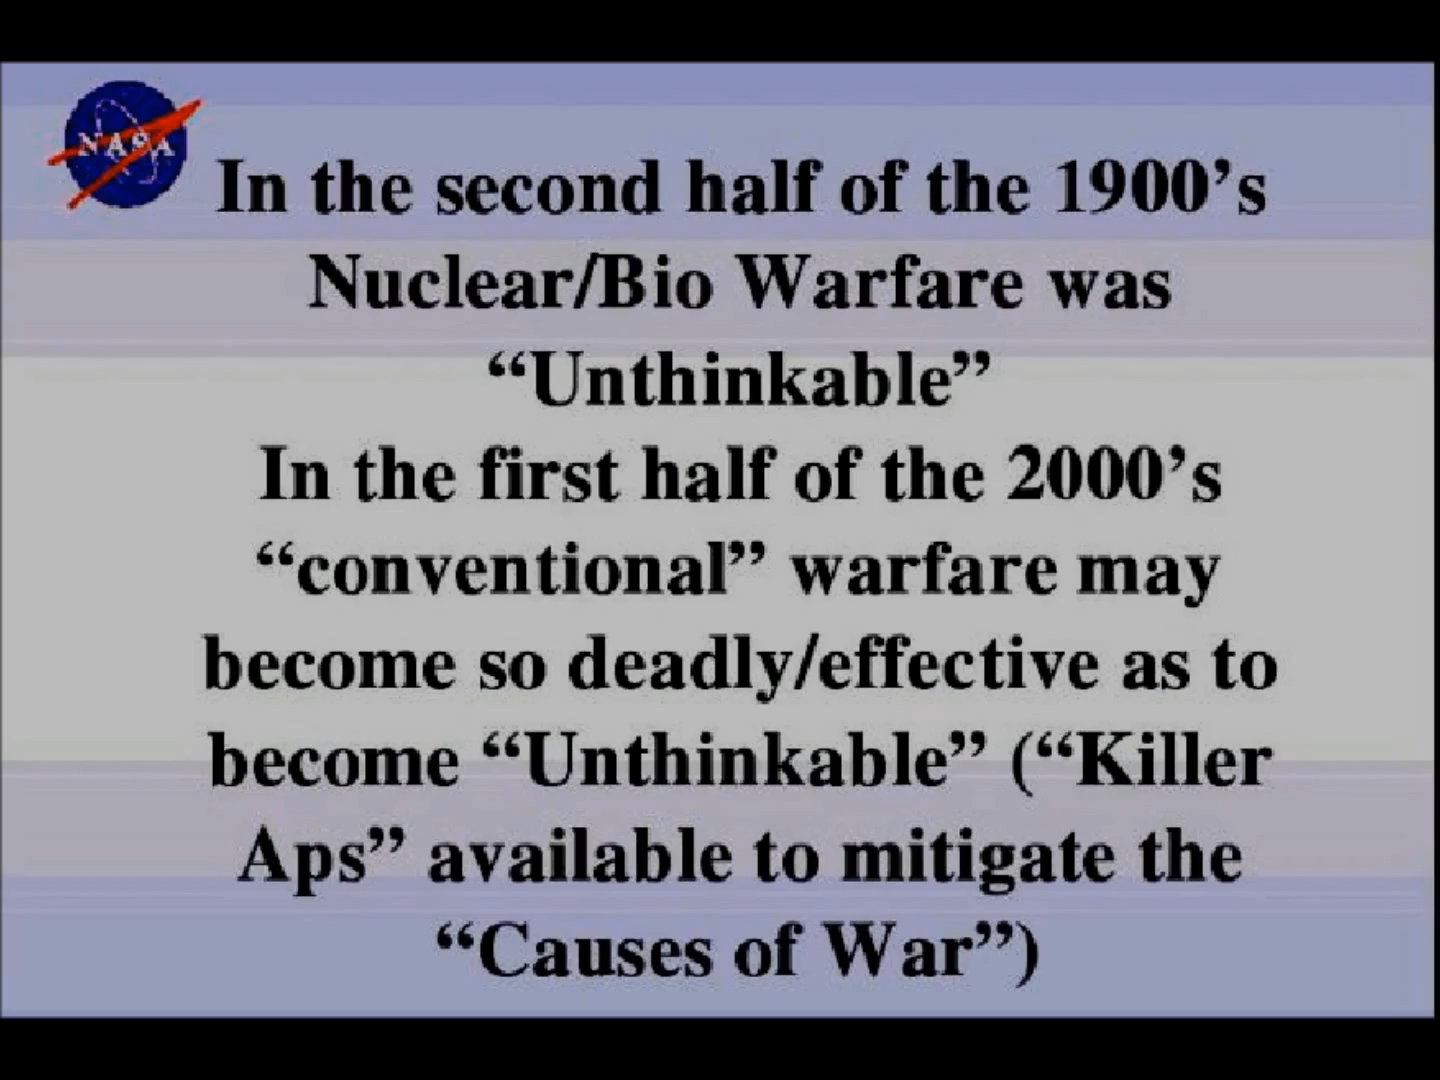 NASA
In the second half of the 1900’s
Nuclear/Bio Warfare was
“Unthinkable”
In the first half of the 2000’s
“conventional” warfare may
become so deadly/effective as to
become “Unthinkable” (“Killer
Aps” available to mitigate the
“Causes of War”)